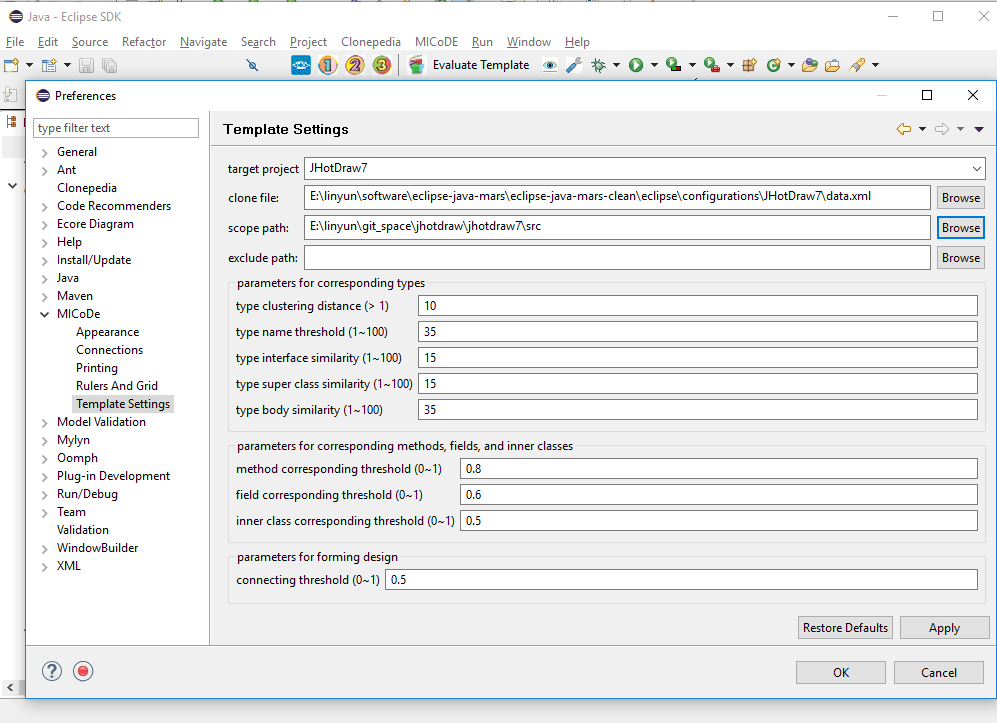 Java - Eclipse SDK
File Edit Source Refactor Navigate Search Project Clonepedia MICoDE Run Window Help
1 2 3 Evaluate Template
Preferences
type filter text
General
Ant
Clonepedia
Code Recommenders
Ecore Diagram
Help
Install/Update
Java
Maven
MICoDe
Appearance
Connections
Printing
Rulers And Grid
Template Settings
Model Validation
Mylyn
Oomph
Plug-in Development
Run/Debug
Team
Validation
WindowBuilder
XML
Template Settings
target project JHotDraw7
clone file: E:\linyun\software\eclipse-java-mars\eclipse-java-mars-clean\eclipse\configurations\JHotDraw7\data.xml Browse
scope path: E:\linyun\git_space\jhotdraw\jhotdraw7\src Browse
exclude path: Browse
parameters for corresponding types
type clustering distance (> 1) 10
type name threshold (1~100) 35
type interface similarity (1~100) 15
type super class similarity (1~100) 15
type body similarity (1~100) 35
parameters for corresponding methods, fields, and inner classes
method corresponding threshold (0~1) 0.8
field corresponding threshold (0~1) 0.6
inner class corresponding threshold (0~1) 0.5
parameters for forming design
connecting threshold (0~1) 0.5
Restore Defaults Apply
? OK Cancel